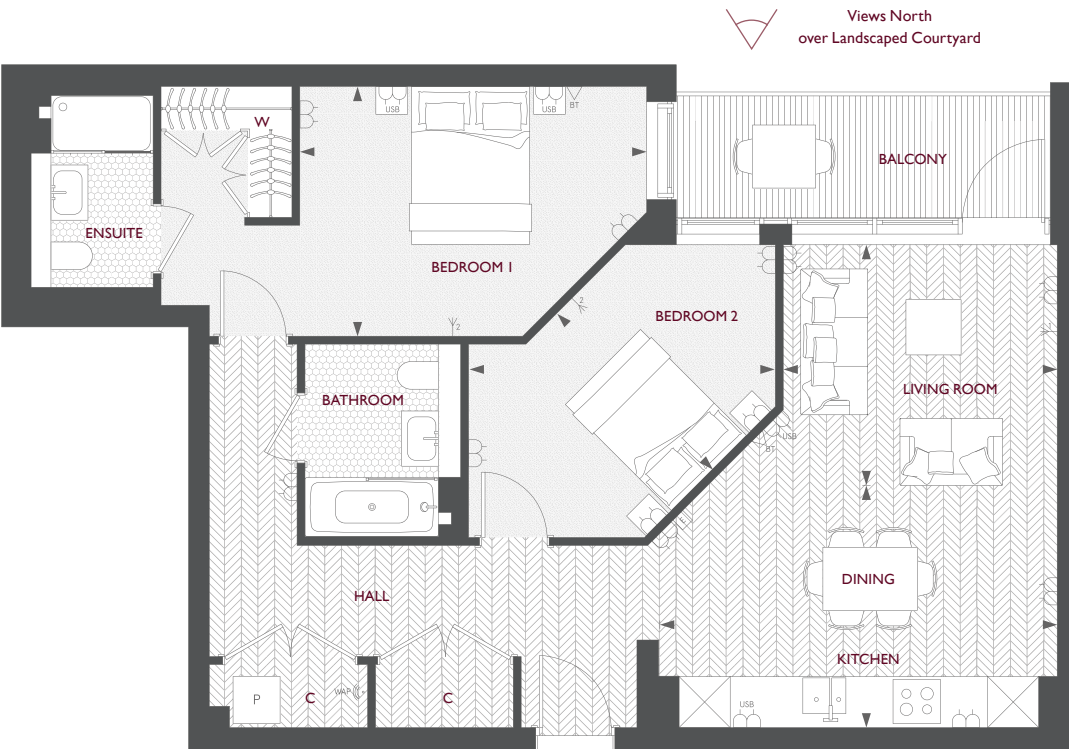 Views North
over Landscaped Courtyard
W
USB
USB
BT
BALCONY
ENSUITE
BEDROOM 1
2
2
BEDROOM 2
BATHROOM
LIVING ROOM
USB
BT
E
HALL
DINING
KITCHEN
P
C
WAP
C
USB